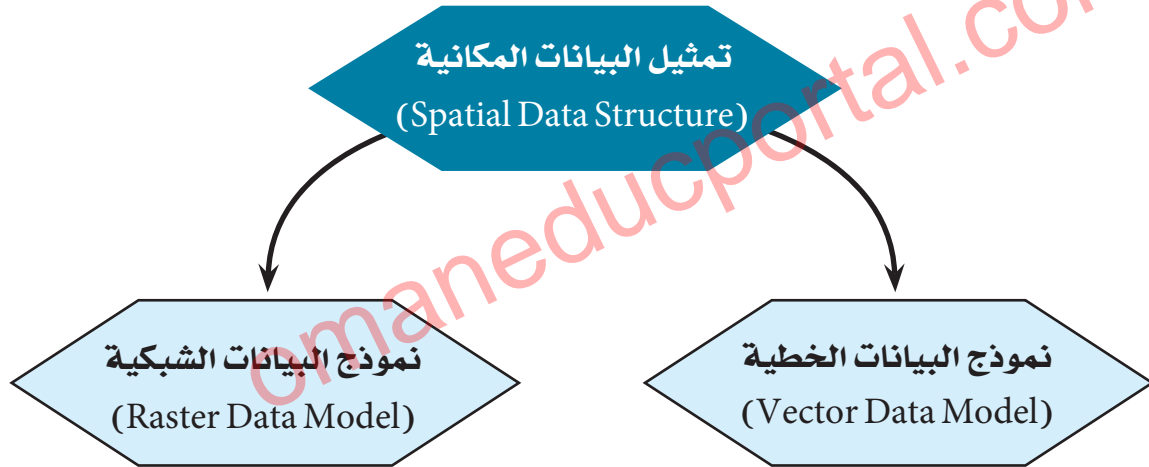 تمثيل البيانات المكانية
(Spatial Data Structure)
نموذج البيانات الخطية
(Vector Data Model)
نموذج البيانات الشبكية
(Raster Data Model)
omaneducportal.com